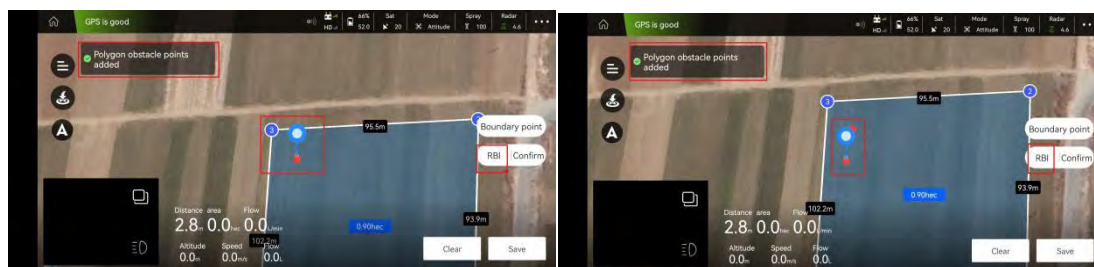 GPS is good
HD
66%
52.0
Sat
20
Mode
Attitude
Spray
100
Radar
4.6
Polygon obstacle points
added
3
95.5m
Boundary point
RBI
Confirm
Distance area Flow
2.8m 0.0hec 0.0L/min
0.90hec
93.9m
102.2m
Altitude Speed Flow
0.0m 0.0m/s 0.0L
Clear
Save
GPS is good
HD
66%
52.0
Sat
20
Mode
Attitude
Spray
100
Radar
4.6
Polygon obstacle points
added
3
95.5m
2
Boundary point
RBI
Confirm
0.90hec
93.9m
102.2m
Distance area Flow
2.8m 0.0hec 0.0L/min
Altitude Speed Flow
0.0m 0.0m/s 0.0L
Clear
Save